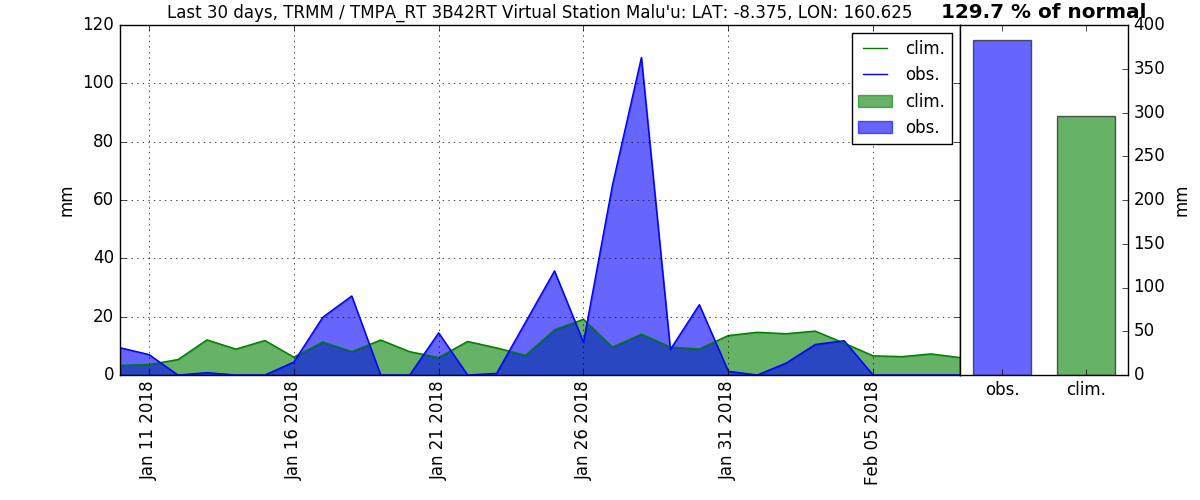 Last 30 days, TRMM / TMPA_RT 3B42RT Virtual Station Malu'u: LAT: -8.375, LON: 160.625
129.7 % of normal
120
100
80
60
40
20
0
mm
clim.
obs.
clim.
obs.
Jan 11 2018
Jan 16 2018
Jan 21 2018
Jan 26 2018
Jan 31 2018
Feb 05 2018
400
350
300
250
200
150
100
50
0
mm
obs.
clim.